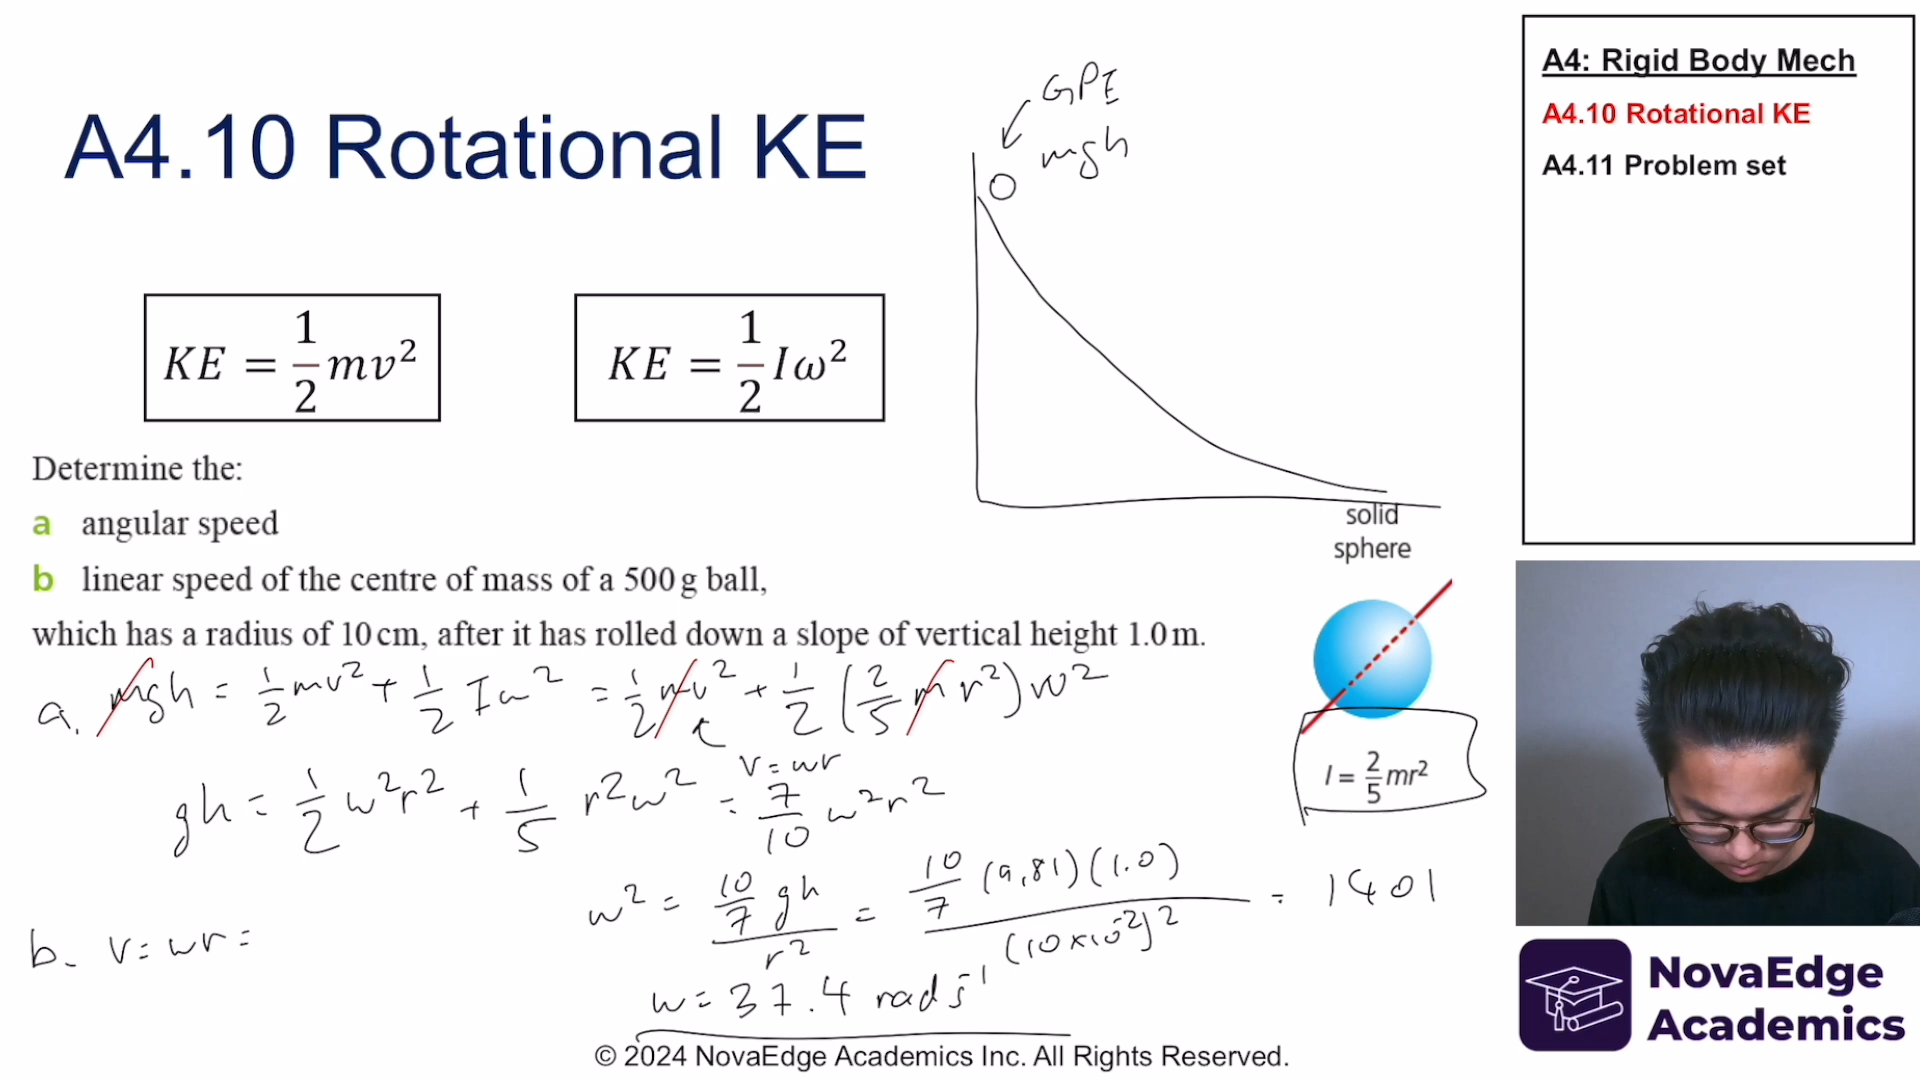 A4.10 Rotational KE
GPE
mgh
KE = 1/2 mv²
KE = 1/2 Iω²
Determine the:
a angular speed
b linear speed of the centre of mass of a 500 g ball,
which has a radius of 10 cm, after it has rolled down a slope of vertical height 1.0 m.
a. mgh = 1/2 mv² + 1/2 Iω² = 1/2 mv² + 1/2 (2/5 mr²) ω²
v = ωr
gh = 1/2 ω²r² + 1/5 r²ω² = 7/10 ω²r²
ω² = (10/7 gh)/r² = (10/7 (9.81)(1.0))/(10×10⁻²)² = 1401
ω = 37.4 rad s⁻¹
b. v = ωr =
solid
sphere
I = 2/5 mr²
© 2024 NovaEdge Academics Inc. All Rights Reserved.
A4: Rigid Body Mech
A4.10 Rotational KE
A4.11 Problem set
NovaEdge
Academics